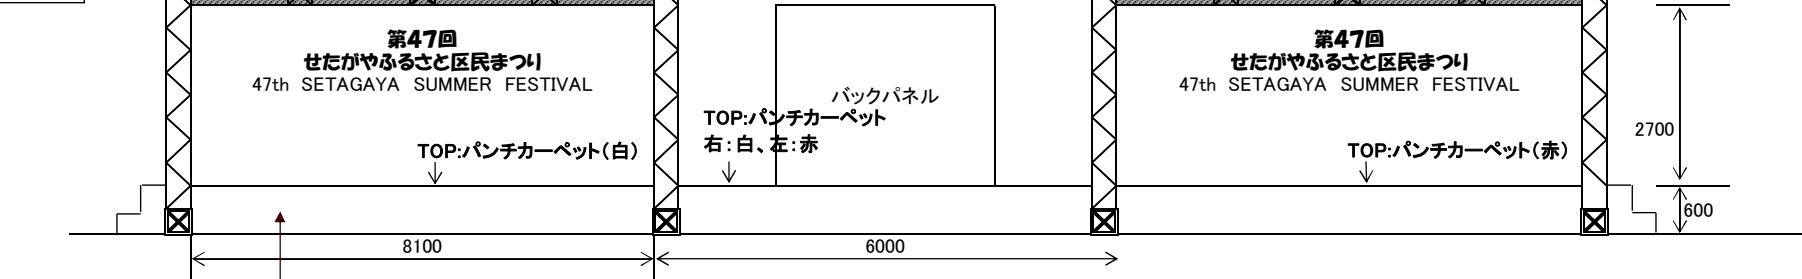 第47回
せたがやふるさと区民まつり
47th SETAGAYA SUMMER FESTIVAL
TOP:パンチカーペット（白）
バックパネル
TOP:パンチカーペット
右：白、左：赤
第47回
せたがやふるさと区民まつり
47th SETAGAYA SUMMER FESTIVAL
TOP:パンチカーペット（赤）
2700
600
8100
6000